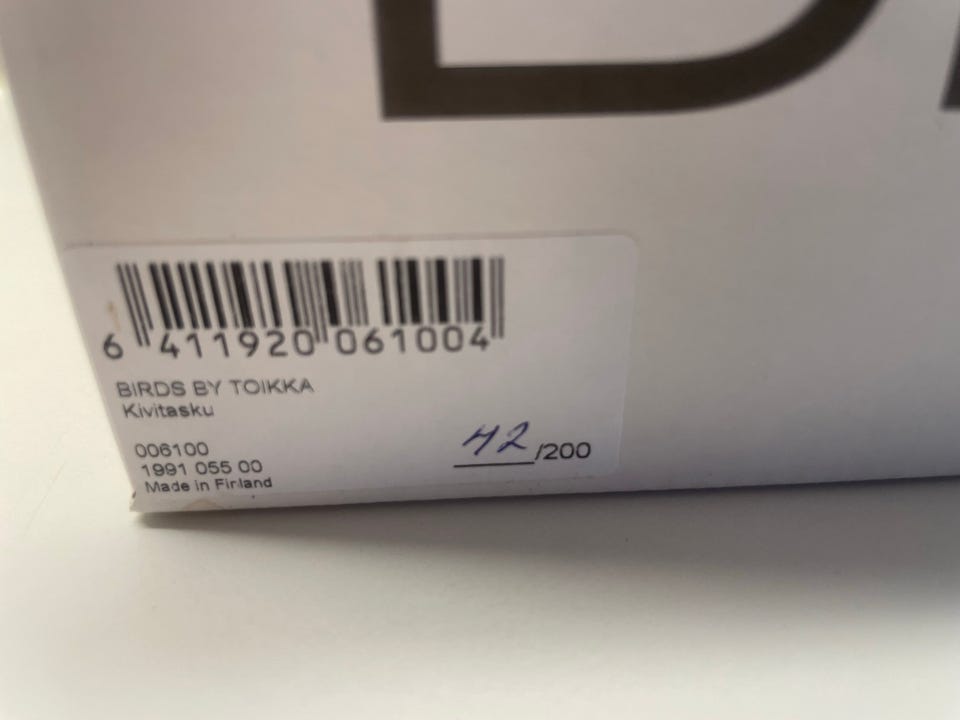 6 411920 061004
BIRDS BY TOIKKA
Kivitasku
006100
1991 055 00
Made in Finland
42/200